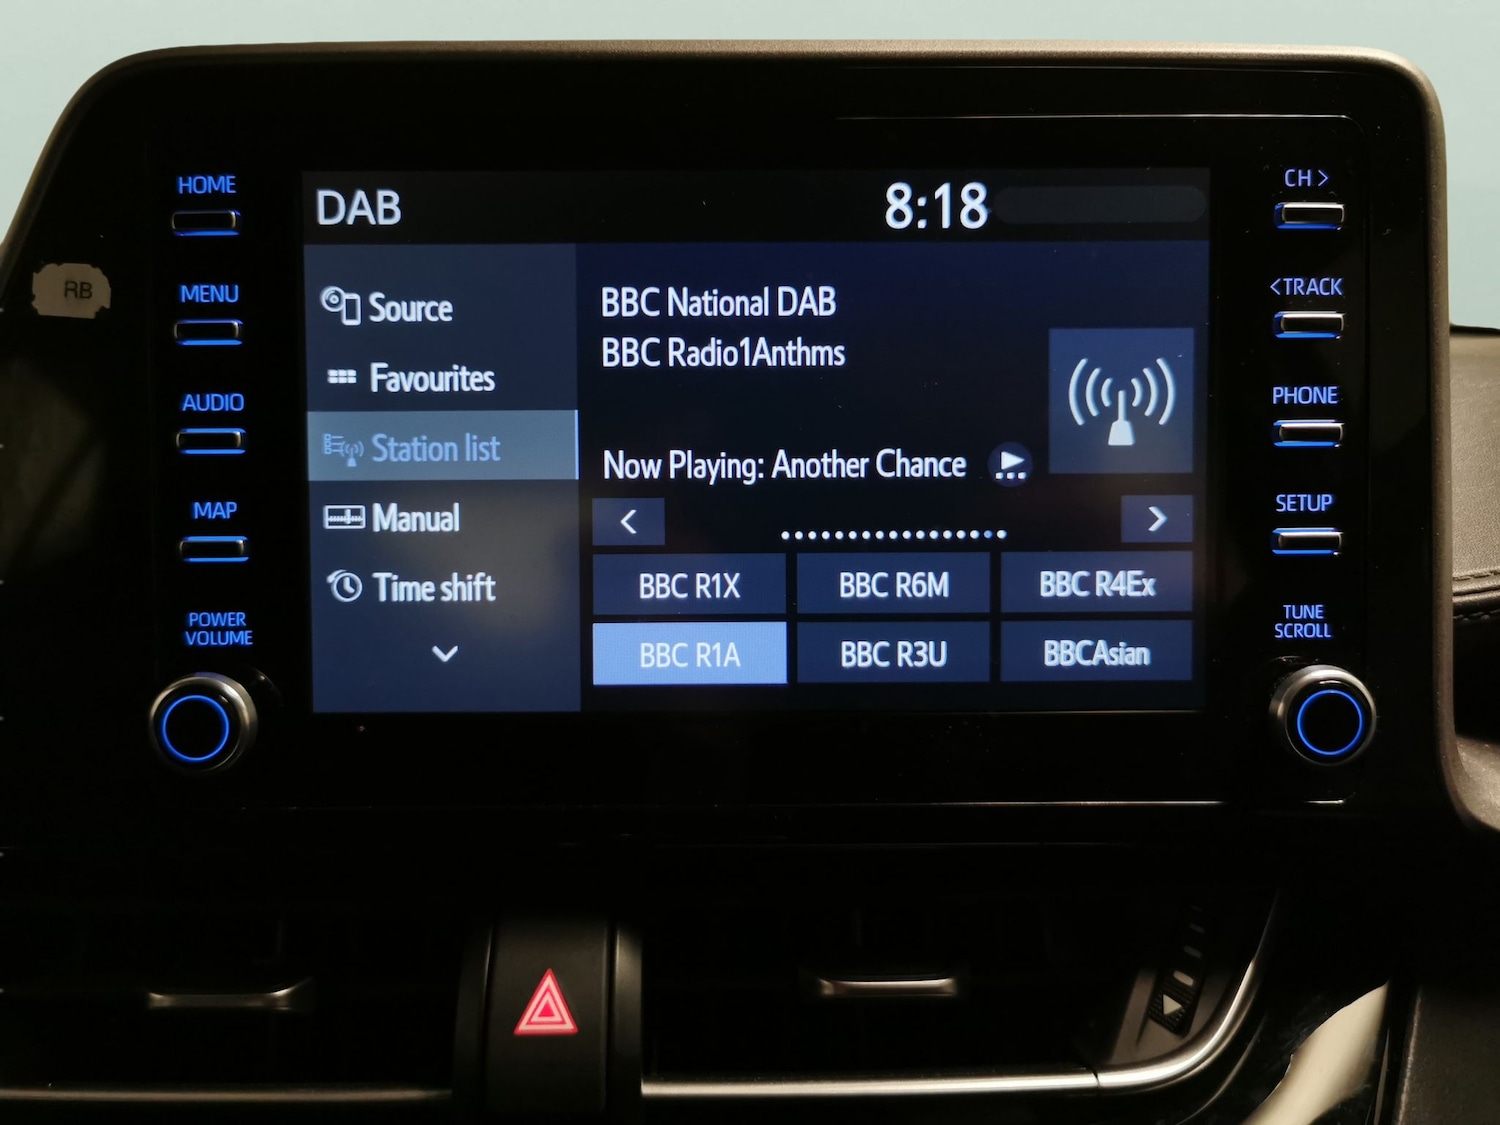 HOME
MENU
AUDIO
MAP
POWER
VOLUME
RB
DAB
8:18
Source
Favourites
Station list
Manual
Time shift
BBC National DAB
BBC Radio1Anthms
Now Playing: Another Chance
BBC R1X
BBC R6M
BBC R4Ex
BBC R1A
BBC R3U
BBCAsian
CH >
<TRACK
PHONE
SETUP
TUNE
SCROLL